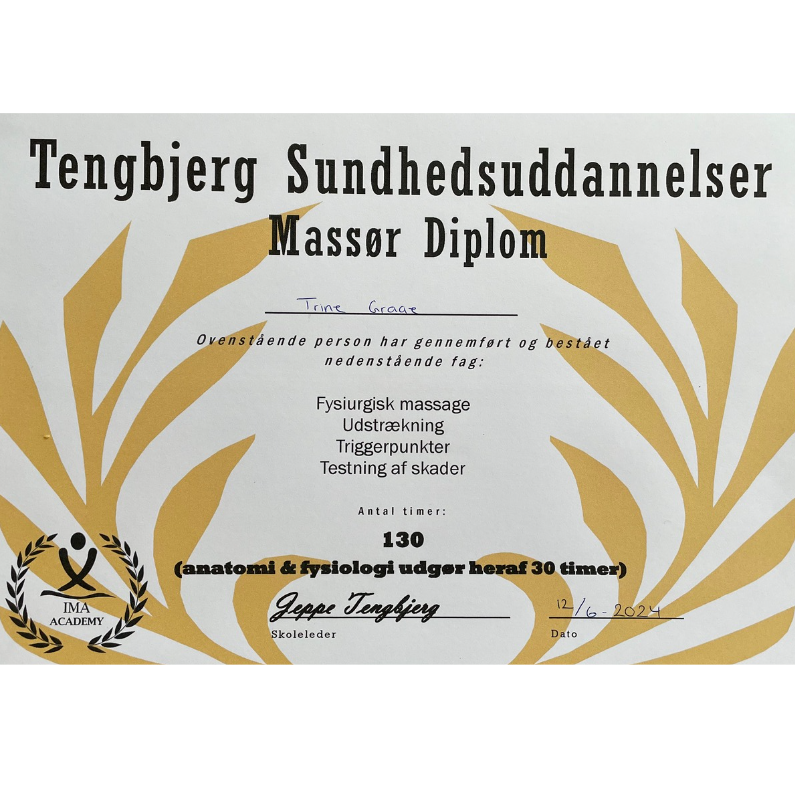 Tengbjerg Sundhedsuddannelser
Massør Diplom
Trine Graae
Ovenstående person har gennemført og bestået
nedenstående fag:
Fysiurgisk massage
Udstrækning
Triggerpunkter
Testning af skader
Antal timer:
130
(anatomi & fysiologi udgør heraf 30 timer)
IMA
ACADEMY
Jeppe Tengbjerg
Skoleleder
12/6-2024
Dato